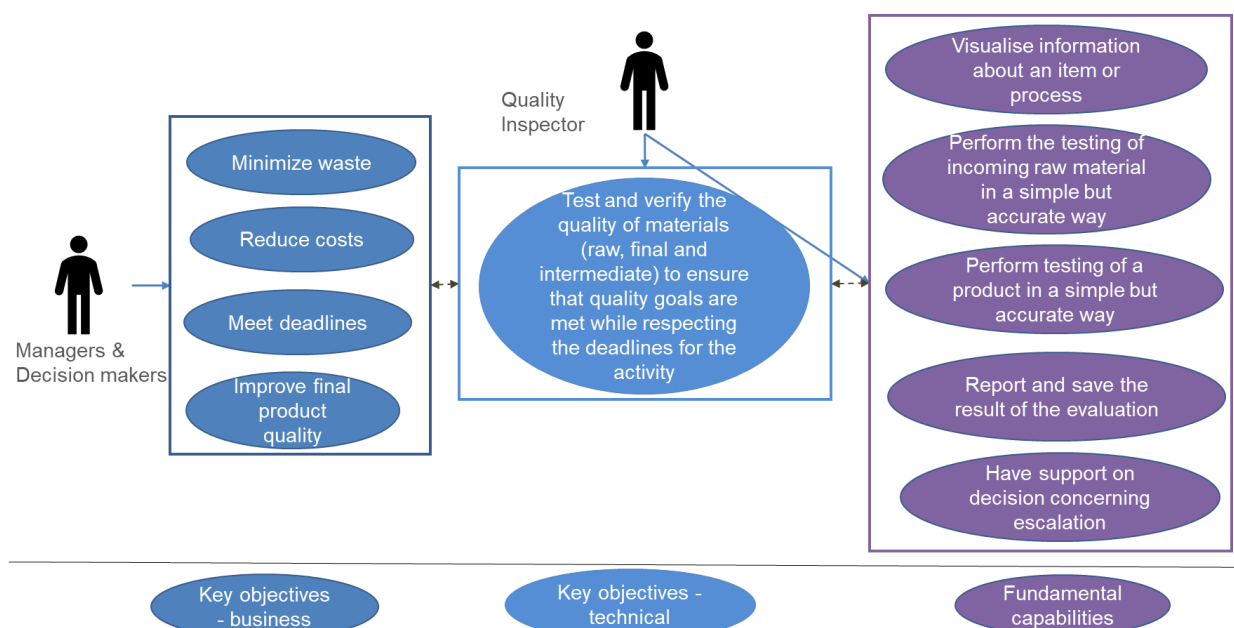 Managers &
Decision makers
Minimize waste
Reduce costs
Meet deadlines
Improve final
product
quality
Quality
Inspector
Test and verify the
quality of materials
(raw, final and
intermediate) to ensure
that quality goals are
met while respecting
the deadlines for the
activity
Visualise information
about an item or
process
Perform the testing of
incoming raw material
in a simple but
accurate way
Perform testing of a
product in a simple but
accurate way
Report and save the
result of the evaluation
Have support on
decision concerning
escalation
Key objectives
- business
Key objectives -
technical
Fundamental
capabilities